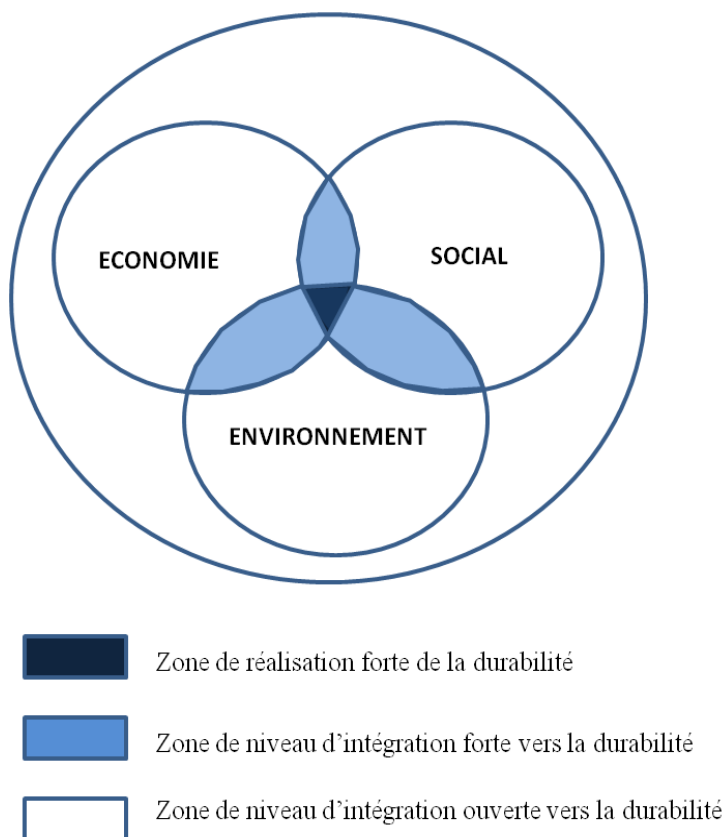 ECONOMIE
SOCIAL
ENVIRONNEMENT
Zone de réalisation forte de la durabilité
Zone de niveau d’intégration forte vers la durabilité
Zone de niveau d’intégration ouverte vers la durabilité